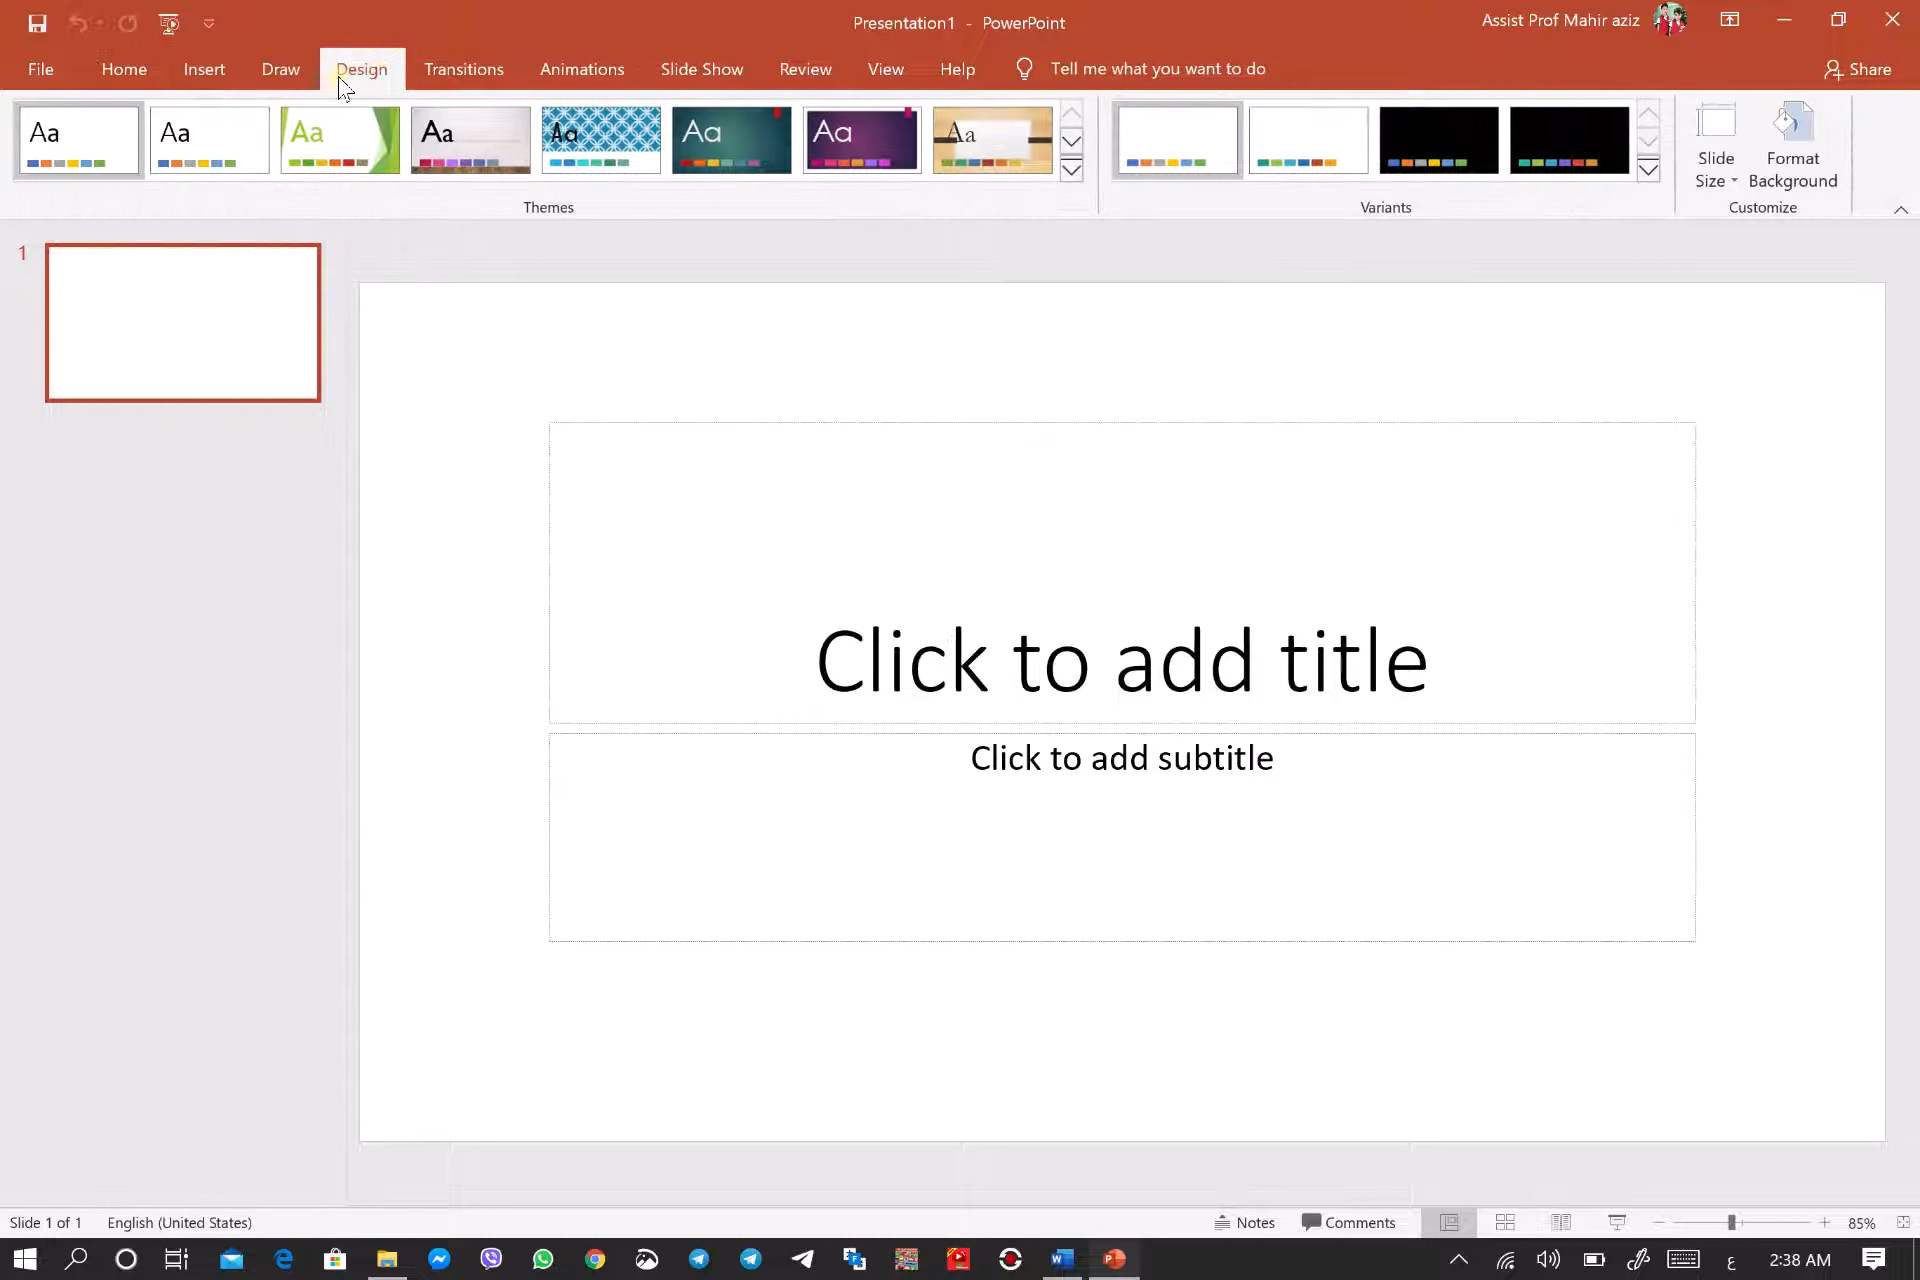 Presentation1 - PowerPoint
Assist Prof Mahir aziz
File Home Insert Draw Design Transitions Animations Slide Show Review View Help Tell me what you want to do Share
Aa Aa Aa Aa Aa Aa Aa Aa
Slide Size
Format Background
Themes Variants Customize
1
Click to add title
Click to add subtitle
Slide 1 of 1 English (United States) Notes Comments 85%
ع 2:38 AM